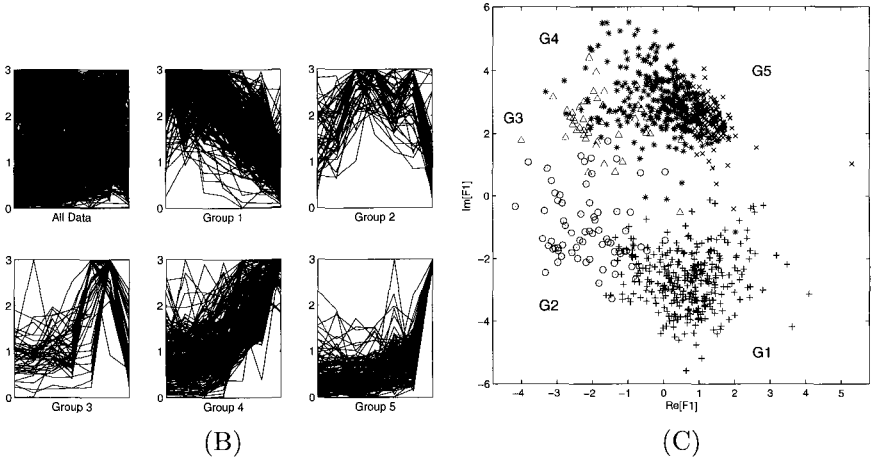 3
2
1
0
All Data
3
2
1
0
Group 1
3
2
1
0
Group 2
3
2
1
0
Group 3
3
2
1
0
Group 4
3
2
1
0
Group 5
(B)
6
4
2
0
−2
−4
−6
Im[F1]
G4
G5
G3
G2
G1
−4 −3 −2 −1 0 1 2 3 4 5
Re[F1]
(C)